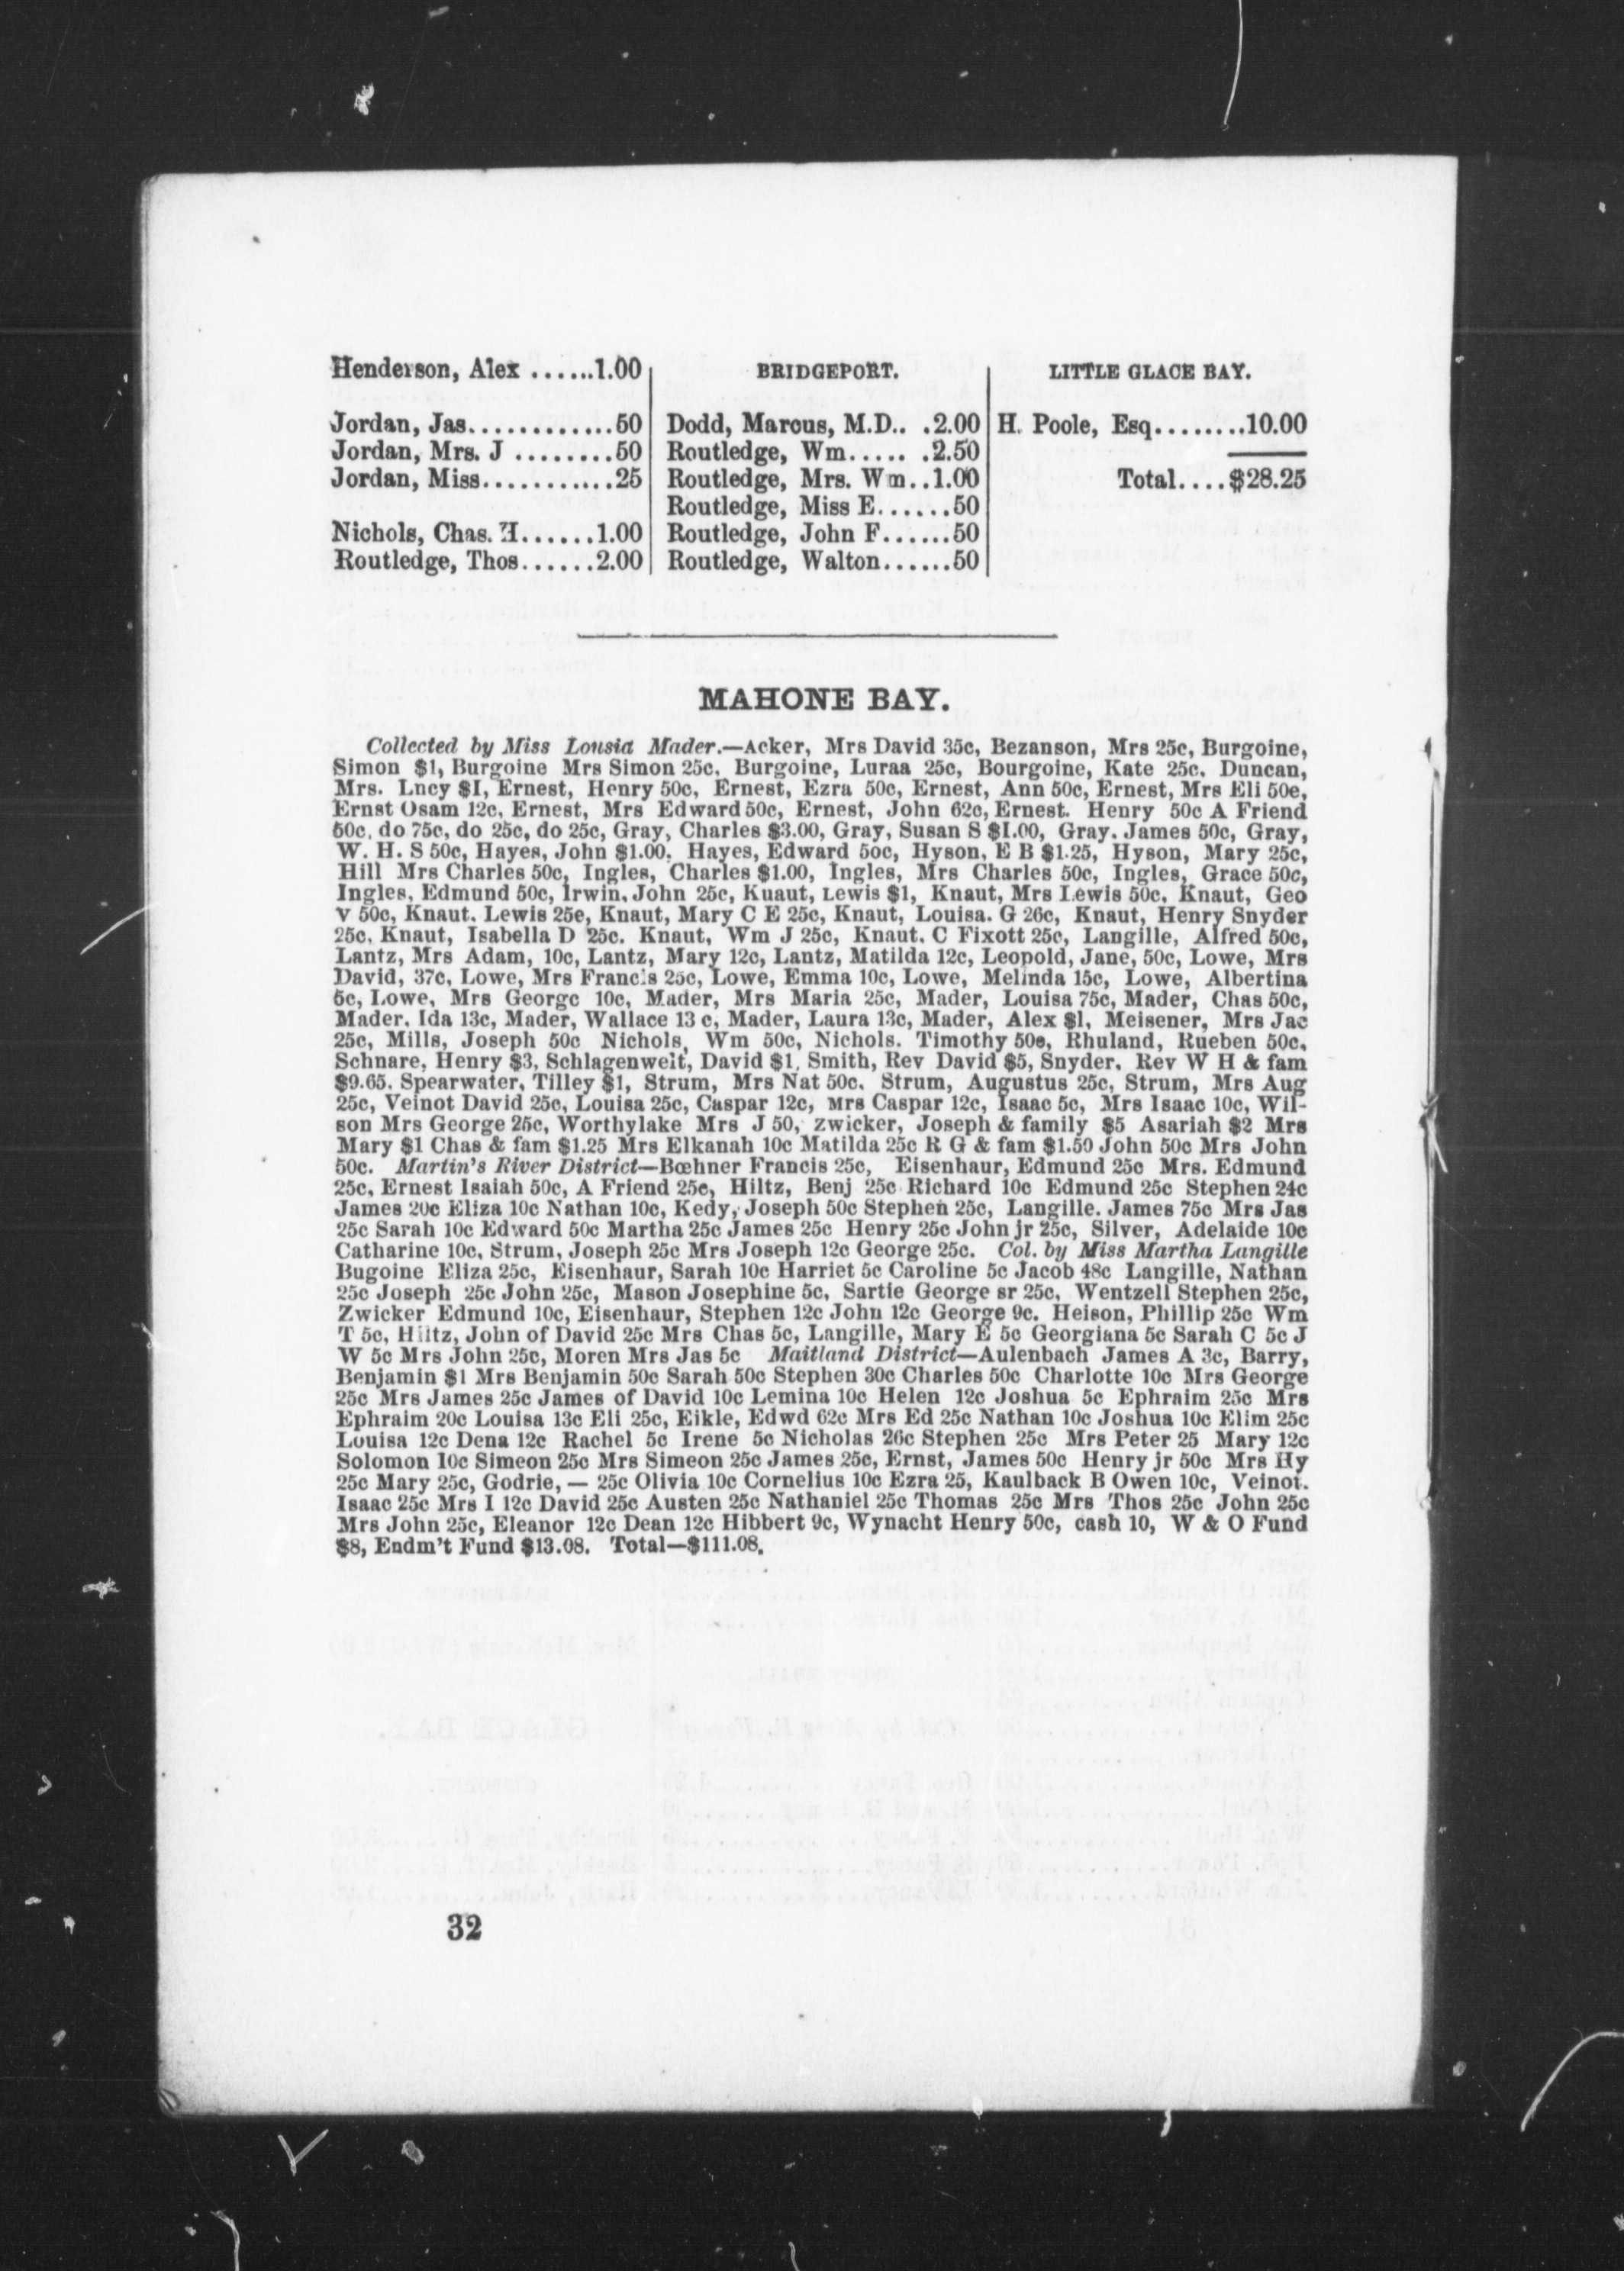 Henderson, Alex ......1.00
Jordan, Jas.............50
Jordan, Mrs. J ........50
Jordan, Miss...........25
Nichols, Chas. H......1.00
Routledge, Thos......2.00
BRIDGEPORT.
Dodd, Marcus, M.D.. .2.00
Routledge, Wm..... .2.50
Routledge, Mrs. Wm..1.00
Routledge, Miss E......50
Routledge, John F......50
Routledge, Walton......50
LITTLE GLACE BAY.
H. Poole, Esq........10.00
Total....$28.25
MAHONE BAY.
Collected by Miss Lousia Mader.—Acker, Mrs David 35c, Bezanson, Mrs 25c, Burgoine,
Simon $1, Burgoine Mrs Simon 25c, Burgoine, Luraa 25c, Bourgoine, Kate 25c. Duncan,
Mrs. Lncy $I, Ernest, Henry 50c, Ernest, Ezra 50c, Ernest, Ann 50c, Ernest, Mrs Eli 50e,
Ernst Osam 12c, Ernest, Mrs Edward 50c, Ernest, John 62c, Ernest. Henry 50c A Friend
50c, do 75c, do 25c, do 25c, Gray, Charles $3.00, Gray, Susan S $I.00, Gray. James 50c, Gray,
W. H. S 50c, Hayes, John $1.00. Hayes, Edward 5oc, Hyson, E B $1.25, Hyson, Mary 25c,
Hill Mrs Charles 50c, Ingles, Charles $1.00, Ingles, Mrs Charles 50c, Ingles, Grace 50c,
Ingles, Edmund 50c, Irwin, John 25c, Kuaut, Lewis $1, Knaut, Mrs Lewis 50c, Knaut, Geo
V 50c, Knaut. Lewis 25e, Knaut, Mary C E 25c, Knaut, Louisa. G 26c, Knaut, Henry Snyder
25c, Knaut, Isabella D 25c. Knaut, Wm J 25c, Knaut. C Fixott 25c, Langille, Alfred 50c,
Lantz, Mrs Adam, 10c, Lantz, Mary 12c, Lantz, Matilda 12c, Leopold, Jane, 50c, Lowe, Mrs
David, 37c, Lowe, Mrs Francis 25c, Lowe, Emma 10c, Lowe, Melinda 15c, Lowe, Albertina
5c, Lowe, Mrs George 10c, Mader, Mrs Maria 25c, Mader, Louisa 75c, Mader, Chas 50c,
Mader. Ida 13c, Mader, Wallace 13 c, Mader, Laura 13c, Mader, Alex $1, Meisener, Mrs Jac
25c, Mills, Joseph 50c Nichols, Wm 50c, Nichols. Timothy 50e, Rhuland, Rueben 50c,
Schnare, Henry $3, Schlagenweit, David $1, Smith, Rev David $5, Snyder. Rev W H & fam
$9.65. Spearwater, Tilley $1, Strum, Mrs Nat 50c. Strum, Augustus 25c, Strum, Mrs Aug
25c, Veinot David 25c, Louisa 25c, Caspar 12c, Mrs Caspar 12c, Isaac 5c, Mrs Isaac 10c, Wil-
son Mrs George 25c, Worthylake Mrs J 50, Zwicker, Joseph & family $5 Asariah $2 Mrs
Mary $1 Chas & fam $1.25 Mrs Elkanah 10c Matilda 25c R G & fam $1.50 John 50c Mrs John
50c. Martin's River District—Bœhner Francis 25c, Eisenhaur, Edmund 25c Mrs. Edmund
25c, Ernest Isaiah 50c, A Friend 25c, Hiltz, Benj 25c Richard 10c Edmund 25c Stephen 24c
James 20c Eliza 10c Nathan 10c, Kedy, Joseph 50c Stephen 25c, Langille. James 75c Mrs Jas
25c Sarah 10c Edward 50c Martha 25c James 25c Henry 25c John jr 25c, Silver, Adelaide 10c
Catharine 10c, Strum, Joseph 25c Mrs Joseph 12c George 25c. Col. by Miss Martha Langille
Bugoine Eliza 25c, Eisenhaur, Sarah 10c Harriet 5c Caroline 5c Jacob 48c Langille, Nathan
25c Joseph 25c John 25c, Mason Josephine 5c, Sartie George sr 25c, Wentzell Stephen 25c,
Zwicker Edmund 10c, Eisenhaur, Stephen 12c John 12c George 9c. Heison, Phillip 25c Wm
T 5c, Hiltz, John of David 25c Mrs Chas 5c, Langille, Mary E 5c Georgiana 5c Sarah C 5c J
W 5c Mrs John 25c, Moren Mrs Jas 5c Maitland District—Aulenbach James A 3c, Barry,
Benjamin $1 Mrs Benjamin 50c Sarah 50c Stephen 30c Charles 50c Charlotte 10c Mrs George
25c Mrs James 25c James of David 10c Lemina 10c Helen 12c Joshua 5c Ephraim 25c Mrs
Ephraim 20c Louisa 13c Eli 25c, Eikle, Edwd 62c Mrs Ed 25c Nathan 10c Joshua 10c Elim 25c
Louisa 12c Dena 12c Rachel 5c Irene 5c Nicholas 26c Stephen 25c Mrs Peter 25 Mary 12c
Solomon 10c Simeon 25c Mrs Simeon 25c James 25c, Ernst, James 50c Henry jr 50c Mrs Hy
25c Mary 25c, Godrie, — 25c Olivia 10c Cornelius 10c Ezra 25, Kaulback B Owen 10c, Veinot.
Isaac 25c Mrs I 12c David 25c Austen 25c Nathaniel 25c Thomas 25c Mrs Thos 25c John 25c
Mrs John 25c, Eleanor 12c Dean 12c Hibbert 9c, Wynacht Henry 50c, cash 10, W & O Fund
$8, Endm't Fund $13.08. Total—$111.08.
32